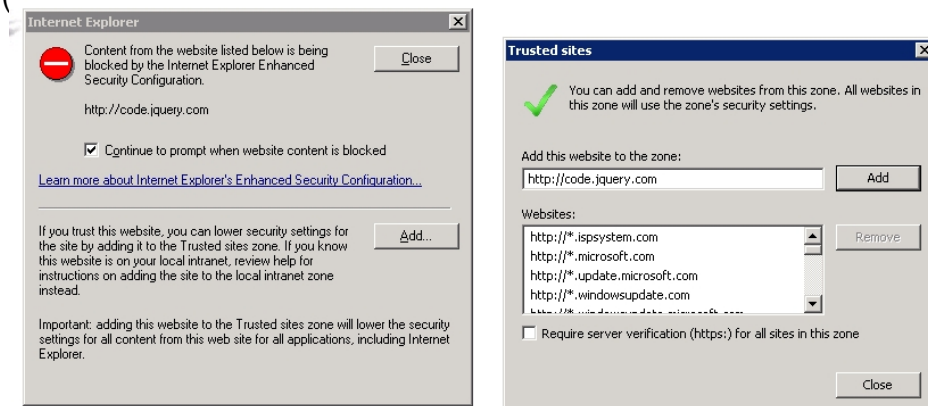 (
Internet Explorer
Content from the website listed below is being
blocked by the Internet Explorer Enhanced
Security Configuration.
Close
http://code.jquery.com
Continue to prompt when website content is blocked
Learn more about Internet Explorer's Enhanced Security Configuration...
If you trust this website, you can lower security settings for
the site by adding it to the Trusted sites zone. If you know
this website is on your local intranet, review help for
instructions on adding the site to the local intranet zone
instead.
Add...
Important: adding this website to the Trusted sites zone will lower the security
settings for all content from this web site for all applications, including Internet
Explorer.
Trusted sites
You can add and remove websites from this zone. All websites in
this zone will use the zone's security settings.
Add this website to the zone:
http://code.jquery.com
Add
Websites:
http://*.ispsystem.com
http://*.microsoft.com
http://*.update.microsoft.com
http://*.windowsupdate.com
http://*.windowsupdate.microsoft.com
Remove
Require server verification (https:) for all sites in this zone
Close